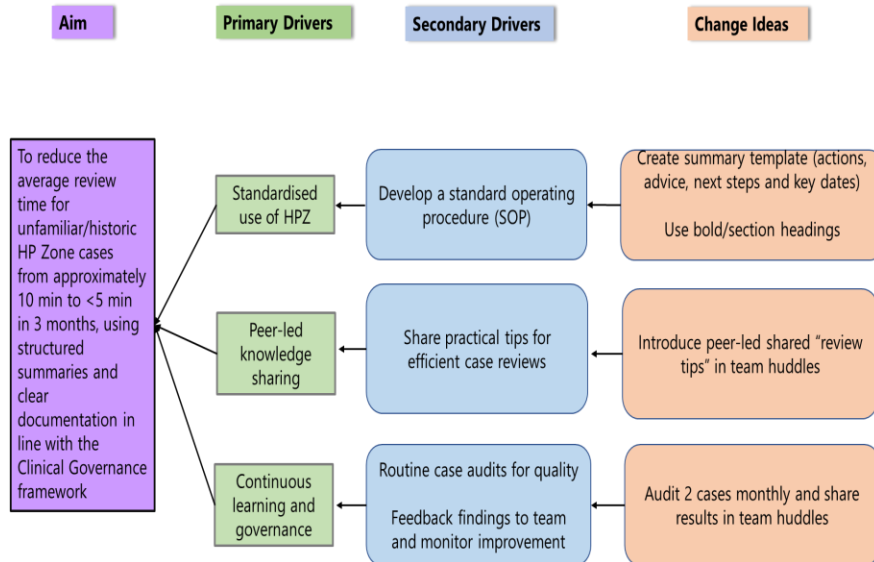 Aim
Primary Drivers
Secondary Drivers
Change Ideas
To reduce the
average review
time for
unfamiliar/historic
HP Zone cases
from approximately
10 min to <5 min
in 3 months, using
structured
summaries and
clear
documentation in
line with the
Clinical Governance
framework
Standardised
use of HPZ
Develop a standard operating
procedure (SOP)
Create summary template (actions,
advice, next steps and key dates)
Use bold/section headings
Peer-led
knowledge
sharing
Share practical tips for
efficient case reviews
Introduce peer-led shared “review
tips” in team huddles
Continuous
learning and
governance
Routine case audits for quality
Feedback findings to team
and monitor improvement
Audit 2 cases monthly and share
results in team huddles